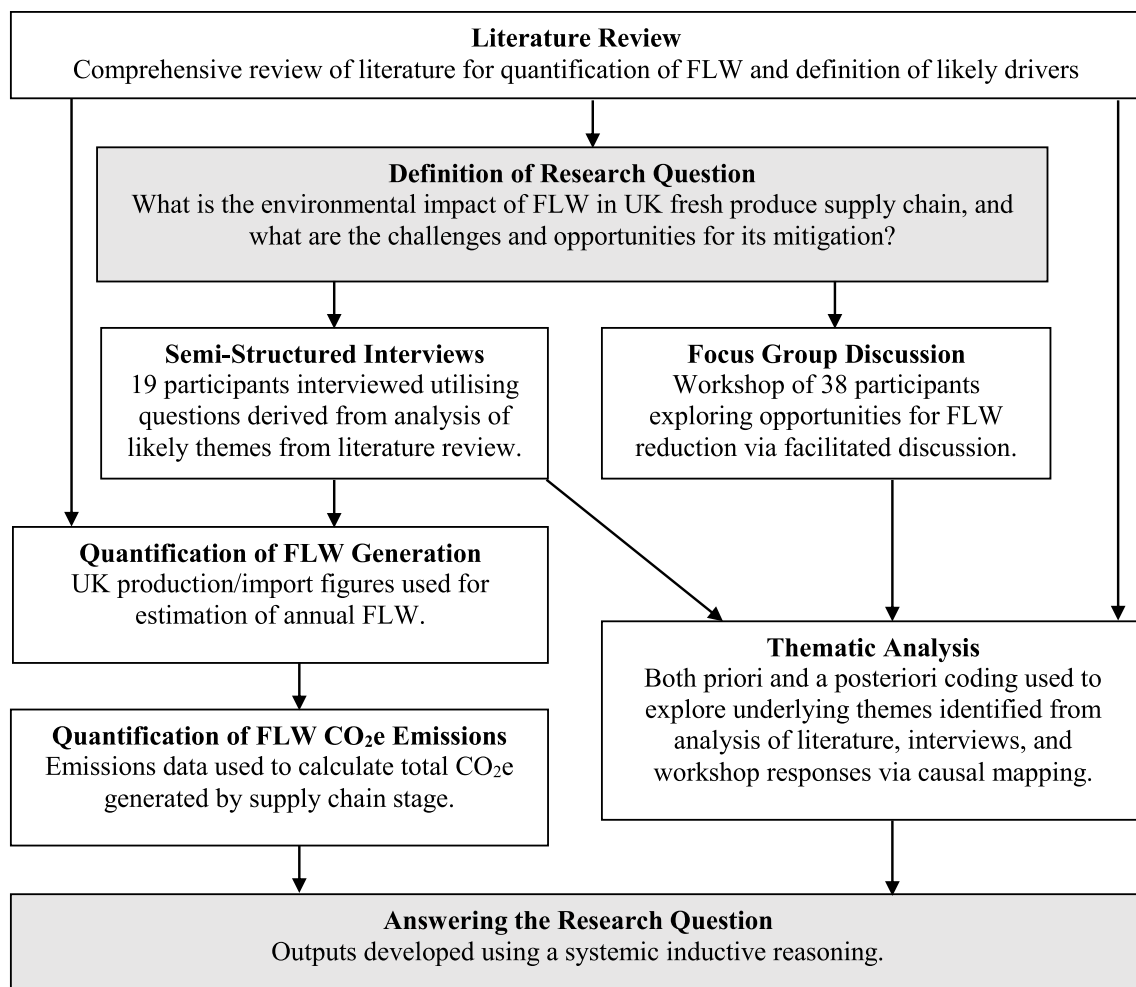 Literature Review
Comprehensive review of literature for quantification of FLW and definition of likely drivers
Definition of Research Question
What is the environmental impact of FLW in UK fresh produce supply chain, and
what are the challenges and opportunities for its mitigation?
Semi-Structured Interviews
19 participants interviewed utilising
questions derived from analysis of
likely themes from literature review.
Focus Group Discussion
Workshop of 38 participants
exploring opportunities for FLW
reduction via facilitated discussion.
Quantification of FLW Generation
UK production/import figures used for
estimation of annual FLW.
Thematic Analysis
Both priori and a posteriori coding used to
explore underlying themes identified from
analysis of literature, interviews, and
workshop responses via causal mapping.
Quantification of FLW CO₂e Emissions
Emissions data used to calculate total CO₂e
generated by supply chain stage.
Answering the Research Question
Outputs developed using a systemic inductive reasoning.